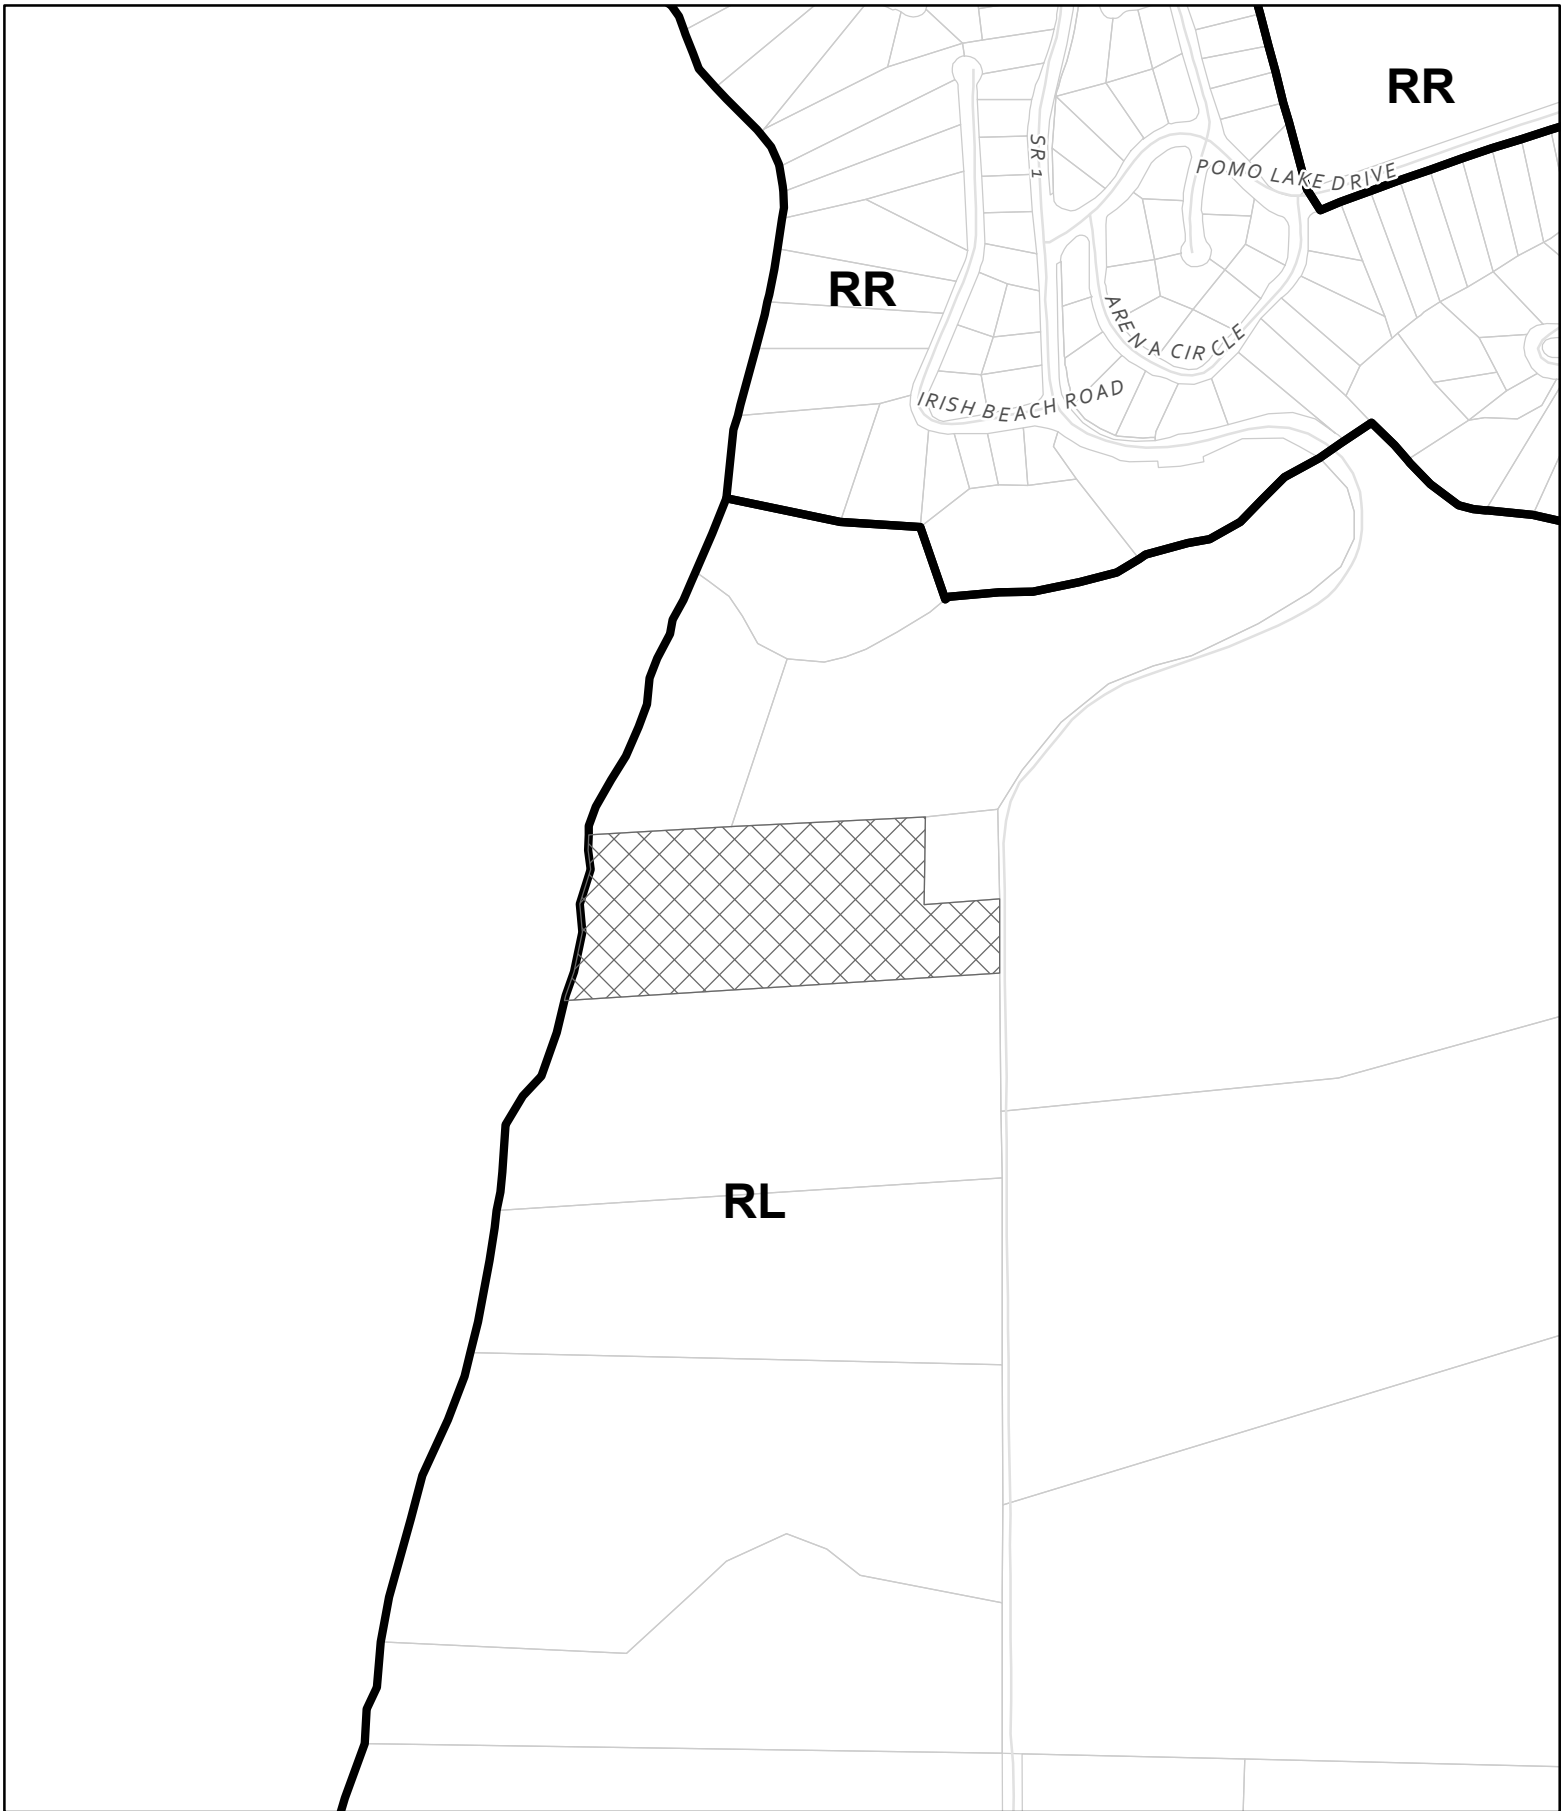 RR
SR 1
POMO LAKE DRIVE
RR
ARENA CIRCLE
IRISH BEACH ROAD
RL